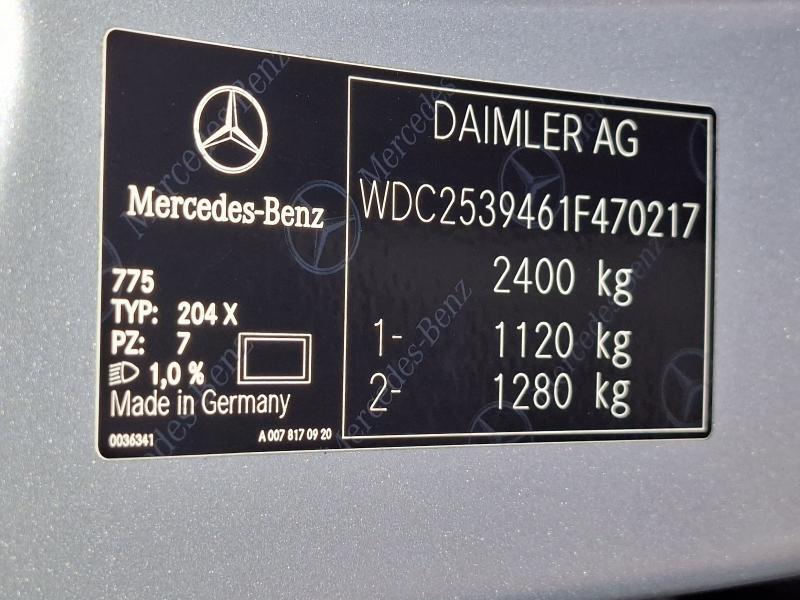 Mercedes-Benz
775
TYP: 204 X
PZ: 7
1,0 %
Made in Germany
0036341 A 007 817 09 20
DAIMLER AG
WDC2539461F470217
2400 kg
1- 1120 kg
2- 1280 kg